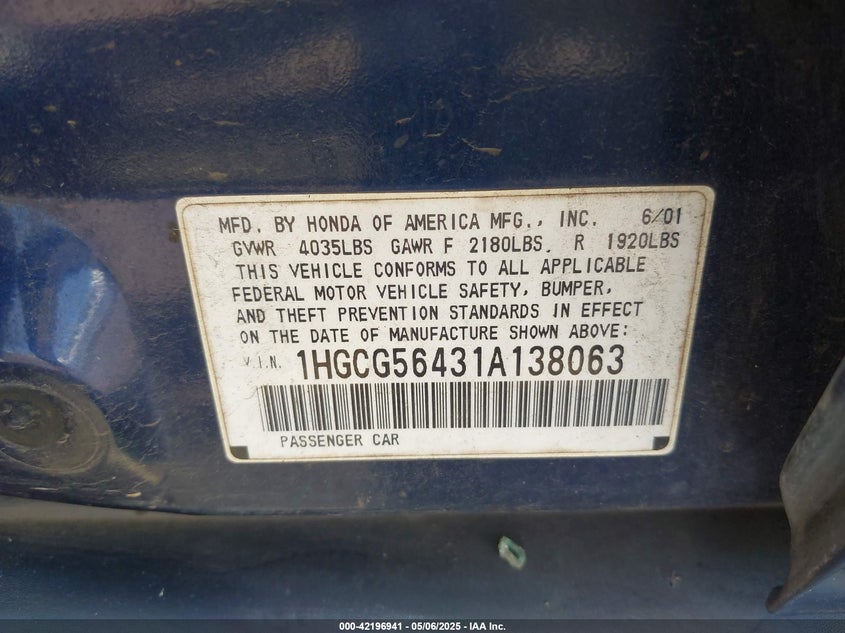 MFD. BY HONDA OF AMERICA MFG., INC. 6/01
GVWR 4035LBS GAWR F 2180LBS. R 1920LBS
THIS VEHICLE CONFORMS TO ALL APPLICABLE
FEDERAL MOTOR VEHICLE SAFETY, BUMPER,
AND THEFT PREVENTION STANDARDS IN EFFECT
ON THE DATE OF MANUFACTURE SHOWN ABOVE:
V.I.N. 1HGCG56431A138063
PASSENGER CAR
000-42196941 - 05/06/2025 - IAA Inc.